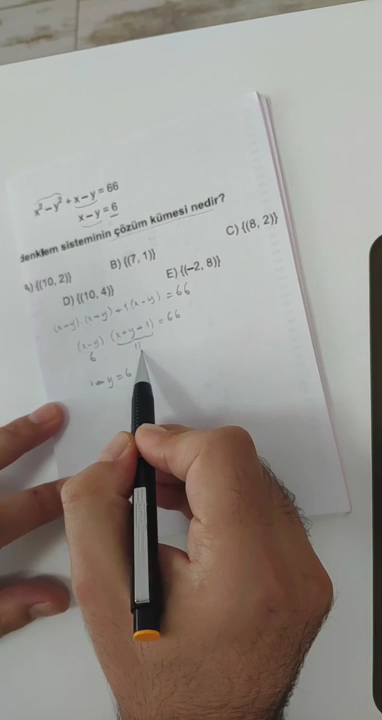 x² - y² + x - y = 66
x - y = 6
denklem sisteminin çözüm kümesi nedir?
A) {(10, 2)} B) {(7, 1)} C) {(8, 2)}
D) {(10, 4)} E) {(-2, 8)}
(x-y).(x+y)+1(x-y) = 66
(x-y).(x+y+1) = 66
6 11
y = 6